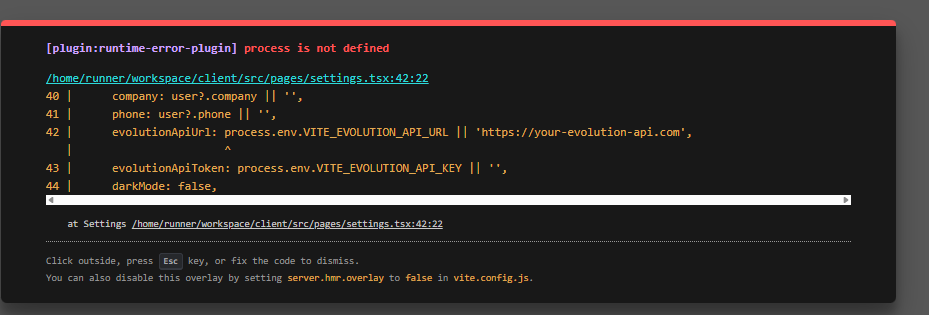 [plugin:runtime-error-plugin] process is not defined
/home/runner/workspace/client/src/pages/settings.tsx:42:22
40 |      company: user?.company || '',
41 |      phone: user?.phone || '',
42 |      evolutionApiUrl: process.env.VITE_EVOLUTION_API_URL || 'https://your-evolution-api.com',
   |                       ^
43 |      evolutionApiToken: process.env.VITE_EVOLUTION_API_KEY || '',
44 |      darkMode: false,
at Settings /home/runner/workspace/client/src/pages/settings.tsx:42:22
Click outside, press Esc key, or fix the code to dismiss.
You can also disable this overlay by setting server.hmr.overlay to false in vite.config.js.